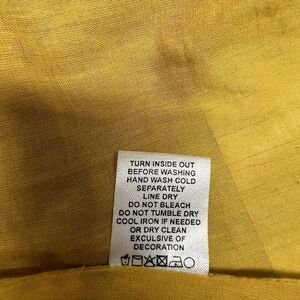 TURN INSIDE OUT
BEFORE WASHING
HAND WASH COLD
SEPARATELY
LINE DRY
DO NOT BLEACH
DO NOT TUMBLE DRY
COOL IRON IF NEEDED
OR DRY CLEAN
EXCULSIVE OF
DECORATION